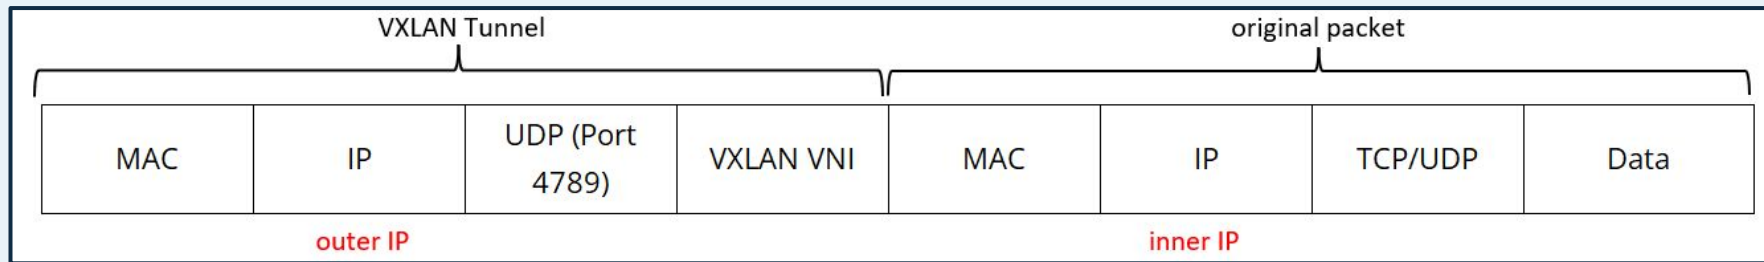 VXLAN Tunnel
original packet
MAC
IP
UDP (Port
4789)
VXLAN VNI
MAC
IP
TCP/UDP
Data
outer IP
inner IP